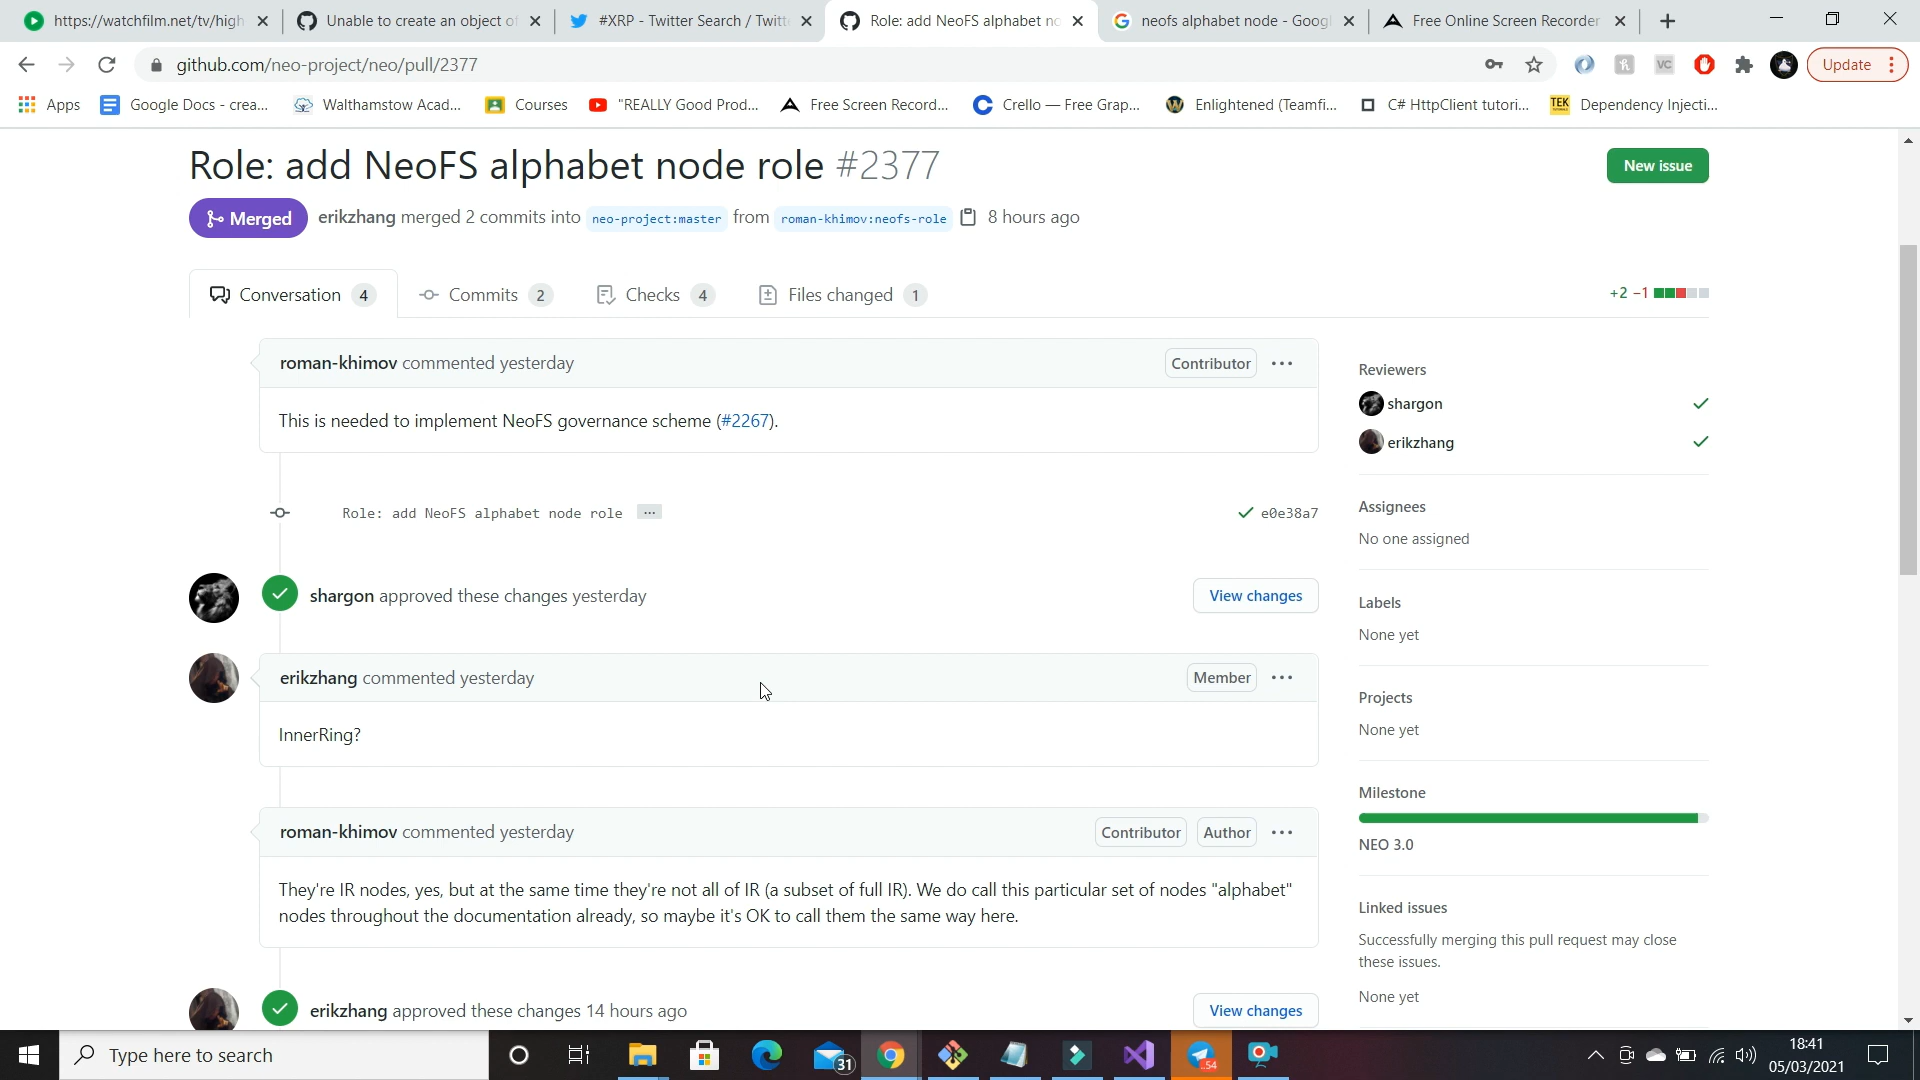 https://watchfilm.net/tv/high
Unable to create an object o
#XRP - Twitter Search / Twitt
Role: add NeoFS alphabet no
neofs alphabet node - Googl
Free Online Screen Recorder
github.com/neo-project/neo/pull/2377
Update
Apps
Google Docs - crea...
Walthamstow Acad...
Courses
"REALLY Good Prod...
Free Screen Record...
Crello — Free Grap...
Enlightened (Teamfi...
C# HttpClient tutori...
TEK
Dependency Injecti...
Role: add NeoFS alphabet node role #2377
New issue
Merged
erikzhang merged 2 commits into neo-project:master from roman-khimov:neofs-role 8 hours ago
Conversation 4
Commits 2
Checks 4
Files changed 1
+2 −1
roman-khimov commented yesterday
Contributor
This is needed to implement NeoFS governance scheme (#2267).
Role: add NeoFS alphabet node role ...
e0e38a7
shargon approved these changes yesterday
View changes
erikzhang commented yesterday
Member
InnerRing?
roman-khimov commented yesterday
Contributor
Author
They're IR nodes, yes, but at the same time they're not all of IR (a subset of full IR). We do call this particular set of nodes "alphabet"
nodes throughout the documentation already, so maybe it's OK to call them the same way here.
erikzhang approved these changes 14 hours ago
View changes
Reviewers
shargon
erikzhang
Assignees
No one assigned
Labels
None yet
Projects
None yet
Milestone
NEO 3.0
Linked issues
Successfully merging this pull request may close
these issues.
None yet
Type here to search
31
54
18:41
05/03/2021